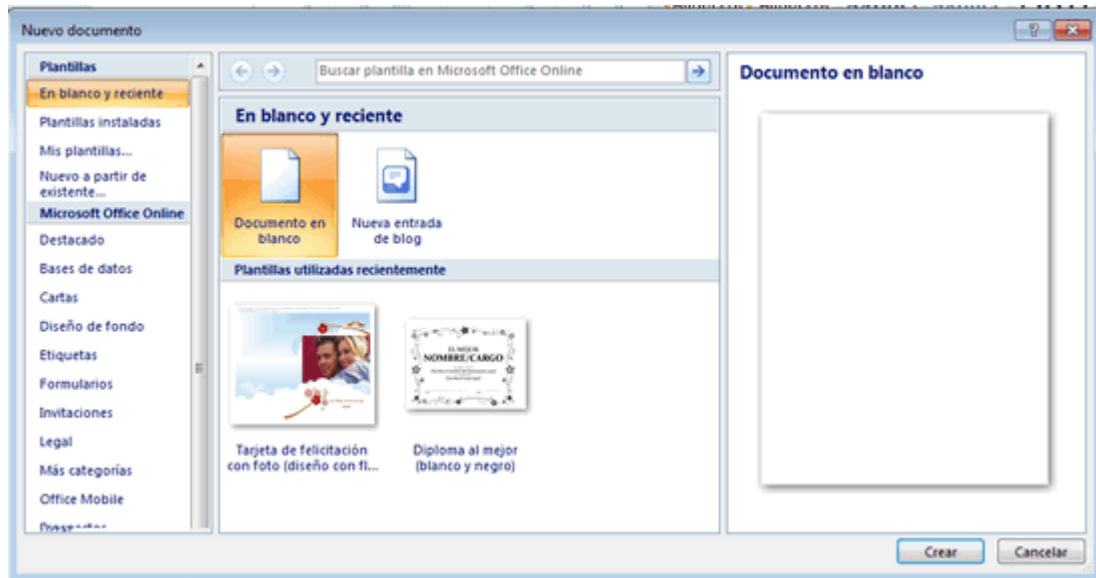 Nuevo documento
Plantillas
En blanco y reciente
Plantillas instaladas
Mis plantillas...
Nuevo a partir de
existente...
Microsoft Office Online
Destacado
Bases de datos
Cartas
Diseño de fondo
Etiquetas
Formularios
Invitaciones
Legal
Más categorías
Office Mobile
Buscar plantilla en Microsoft Office Online
En blanco y reciente
Documento en
blanco
Nueva entrada
de blog
Plantillas utilizadas recientemente
EL MEJOR
NOMBRE/CARGO
Tarjeta de felicitación
con foto (diseño con fl...
Diploma al mejor
(blanco y negro)
Documento en blanco
Crear
Cancelar